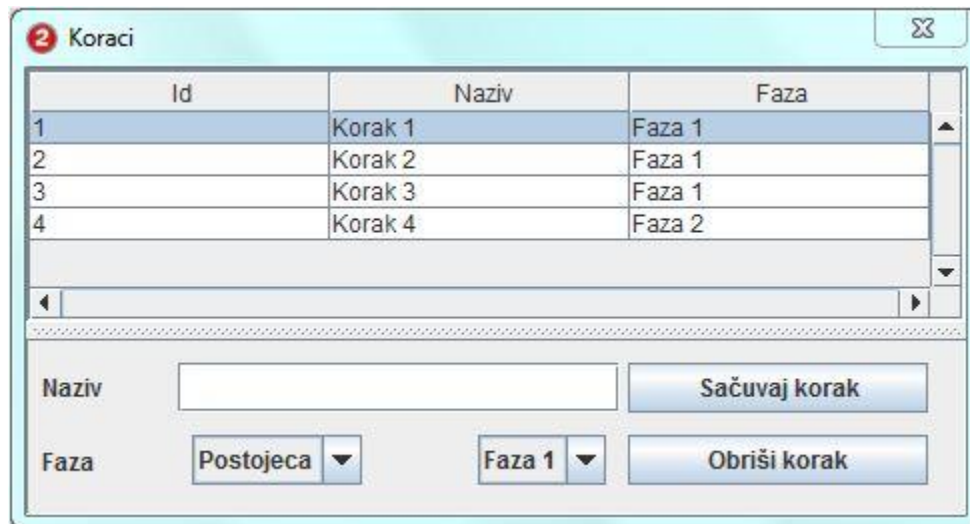 2 Koraci
Id Naziv Faza
1 Korak 1 Faza 1
2 Korak 2 Faza 1
3 Korak 3 Faza 1
4 Korak 4 Faza 2
Naziv Sačuvaj korak
Faza Postojeca Faza 1 Obriši korak